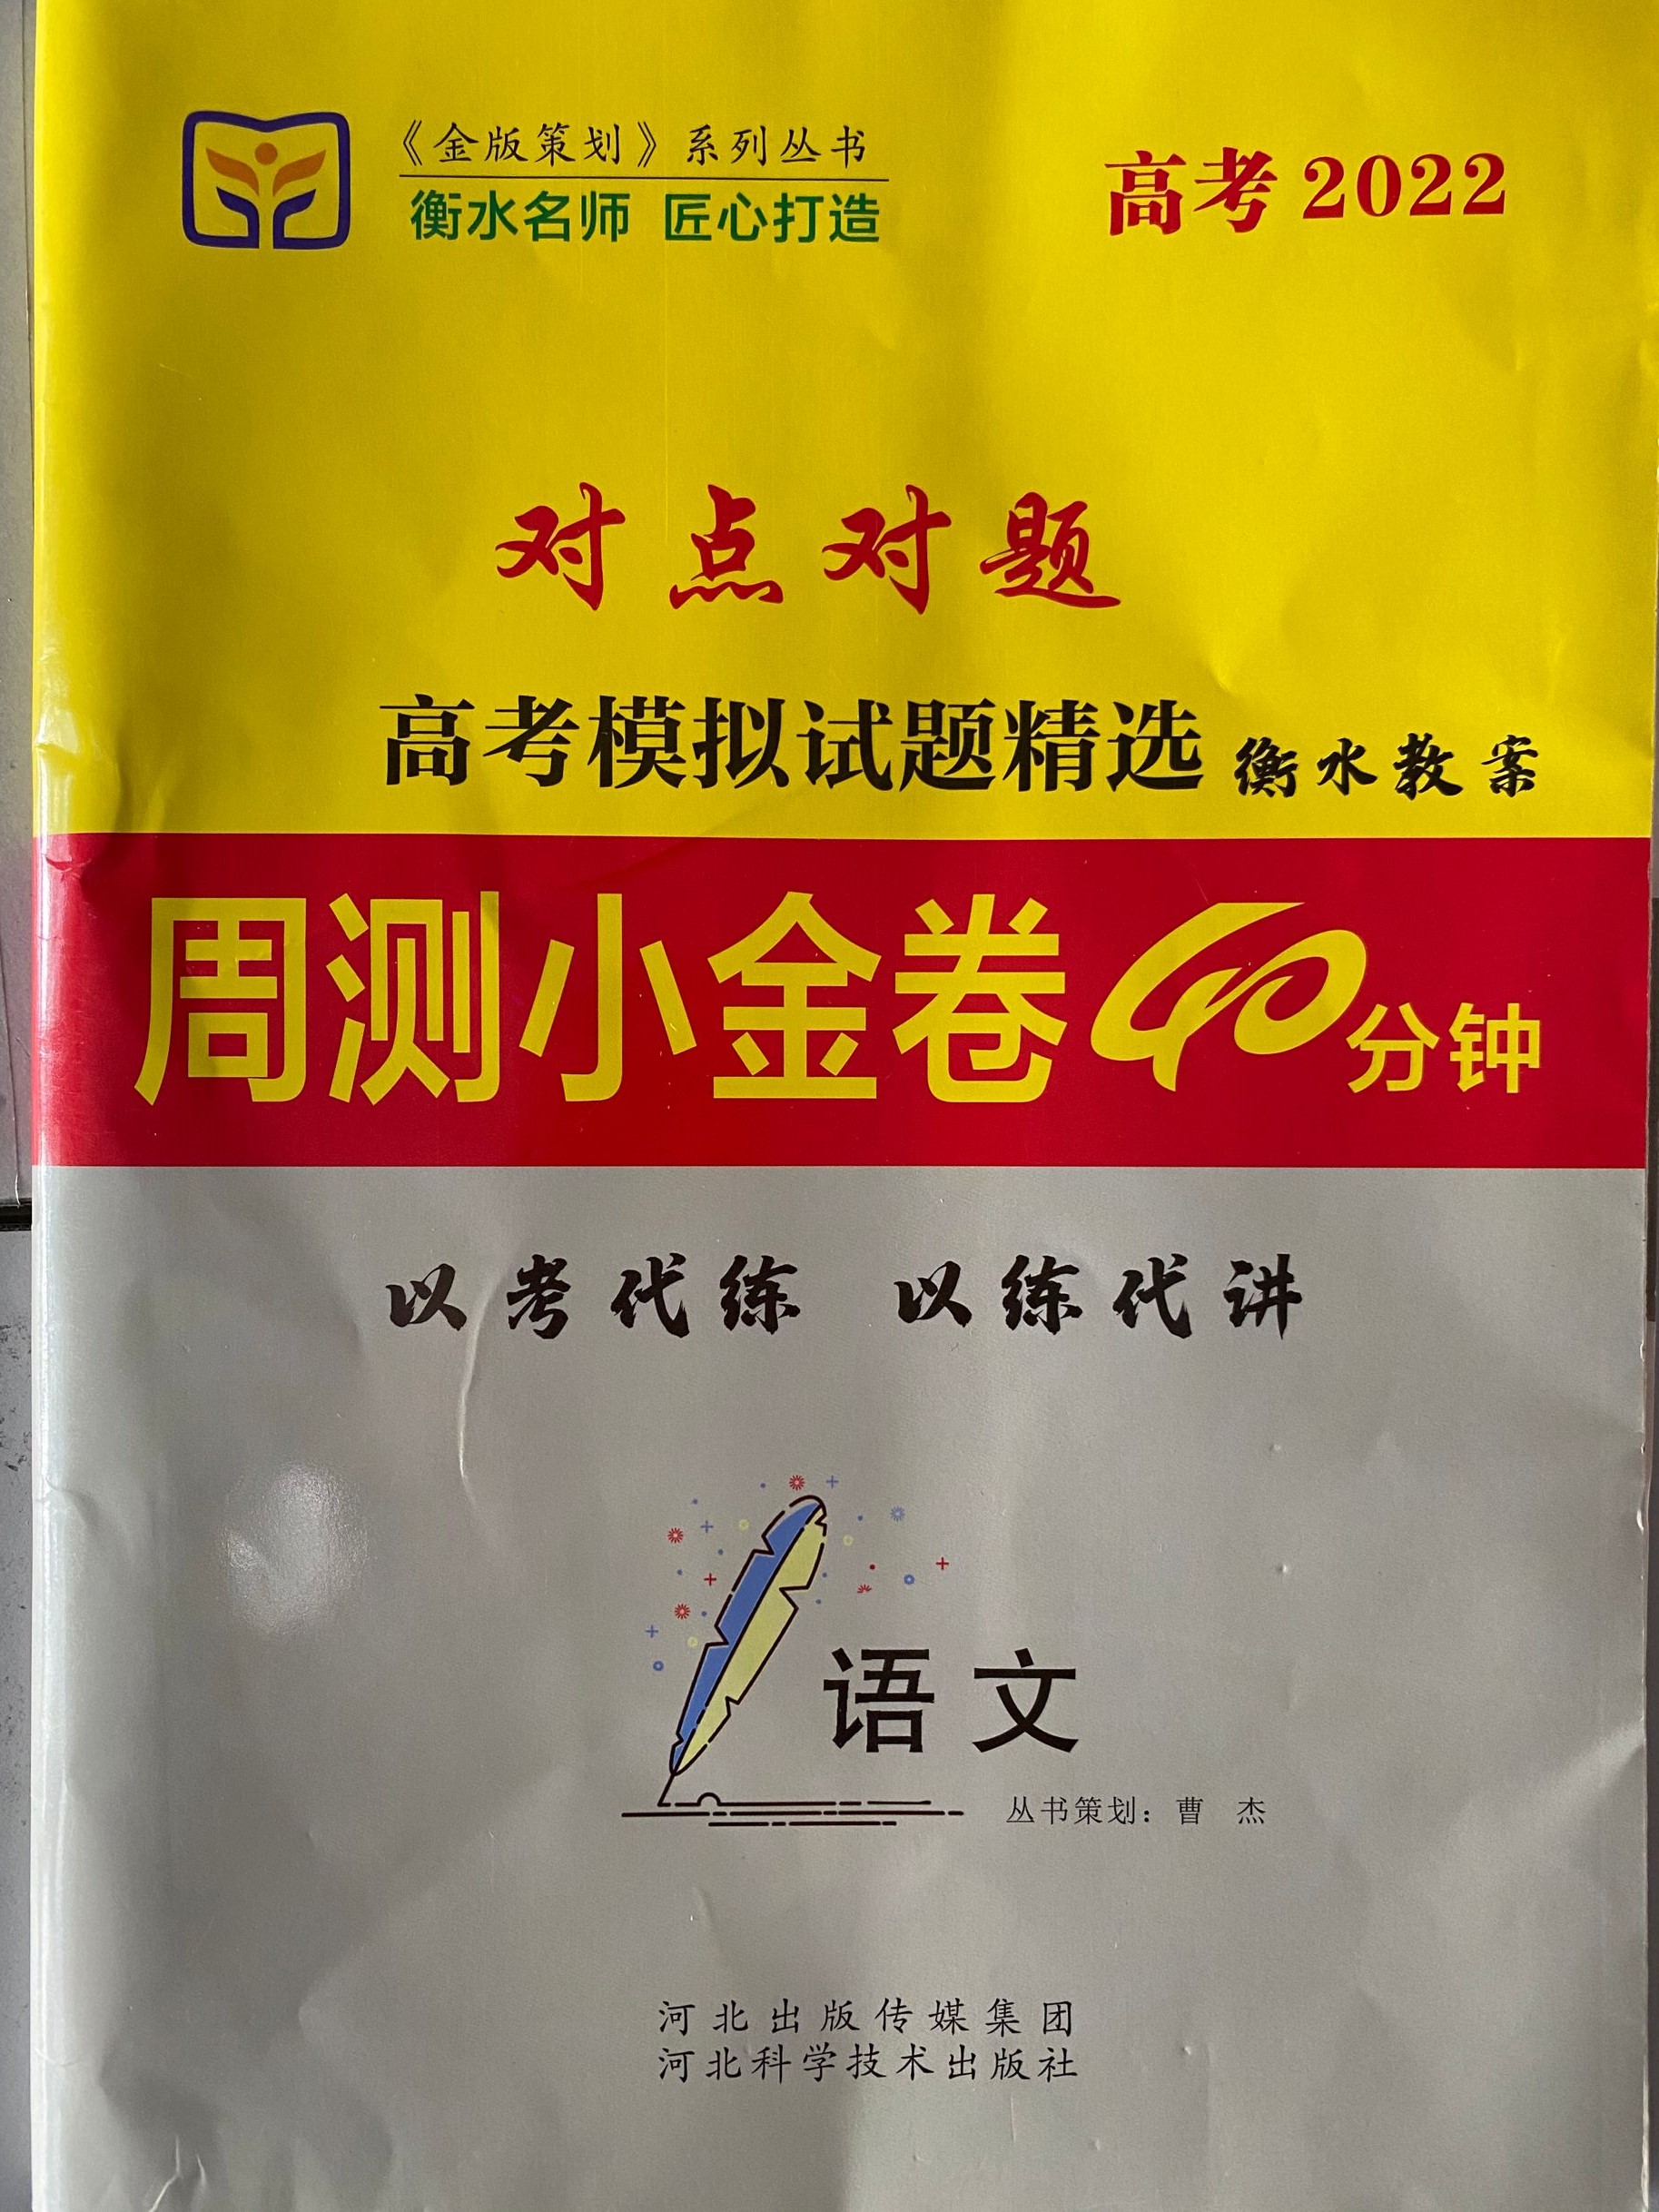 《金版策划》系列丛书
衡水名师 匠心打造
高考2022
对点对题
高考模拟试题精选 衡水教案
周测小金卷40分钟
以考代练 以练代讲
语文
丛书策划：曹 杰
河北出版传媒集团
河北科学技术出版社